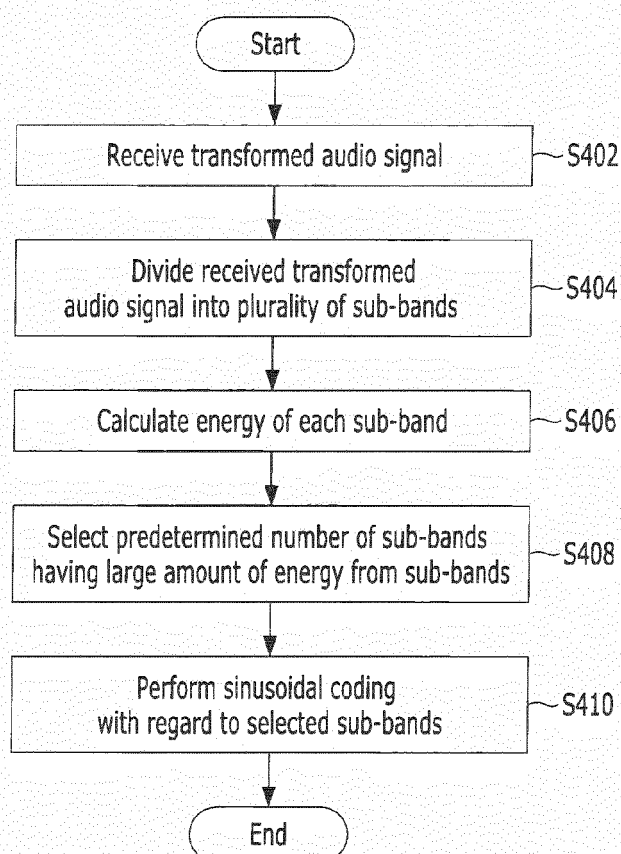 Start
Receive transformed audio signal
S402
Divide received transformed
audio signal into plurality of sub-bands
S404
Calculate energy of each sub-band
S406
Select predetermined number of sub-bands
having large amount of energy from sub-bands
S408
Perform sinusoidal coding
with regard to selected sub-bands
S410
End